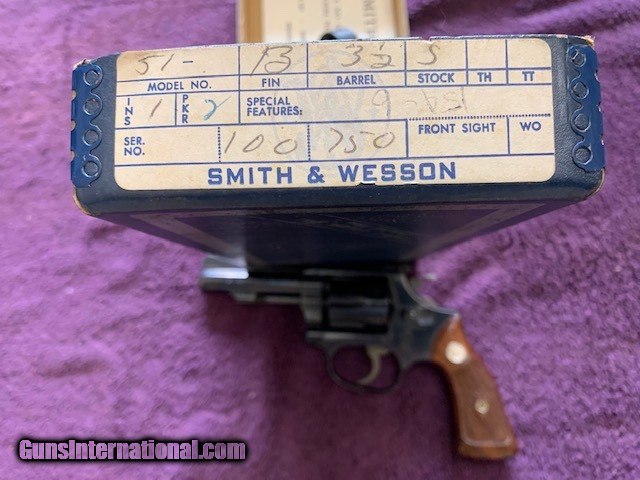 51- B 3½ S
MODEL NO. FIN BARREL STOCK TH TT
INS 1 PKR 2 SPECIAL FEATURES:
SER. NO. 100 750 FRONT SIGHT WO
SMITH & WESSON
GunsInternational.com